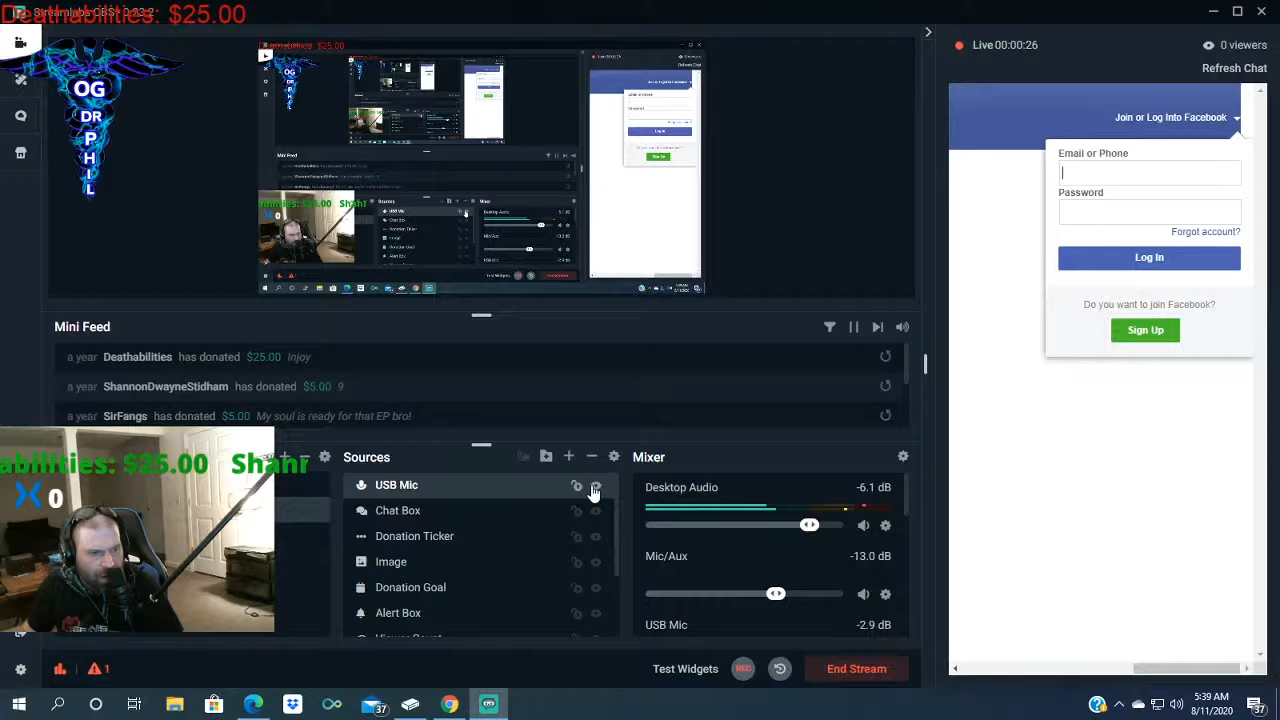 Deathabilities: $25.00
Live 00:00:26
0 viewers
Refresh Chat
OG
DR
P
H
I
L
or Log Into Facebook
Email or Phone
Password
Forgot account?
Log In
Do you want to join Facebook?
Sign Up
Mini Feed
a year Deathabilities has donated $25.00 Injoy
a year ShannonDwayneStidham has donated $5.00 9
a year SirFangs has donated $5.00 My soul is ready for that EP bro!
abilities: $25.00 Shanr
0
Sources
USB Mic
Chat Box
Donation Ticker
Image
Donation Goal
Alert Box
Mixer
Desktop Audio -6.1 dB
Mic/Aux -13.0 dB
USB Mic -2.9 dB
1
Test Widgets
REC
End Stream
5:39 AM
8/11/2020
37